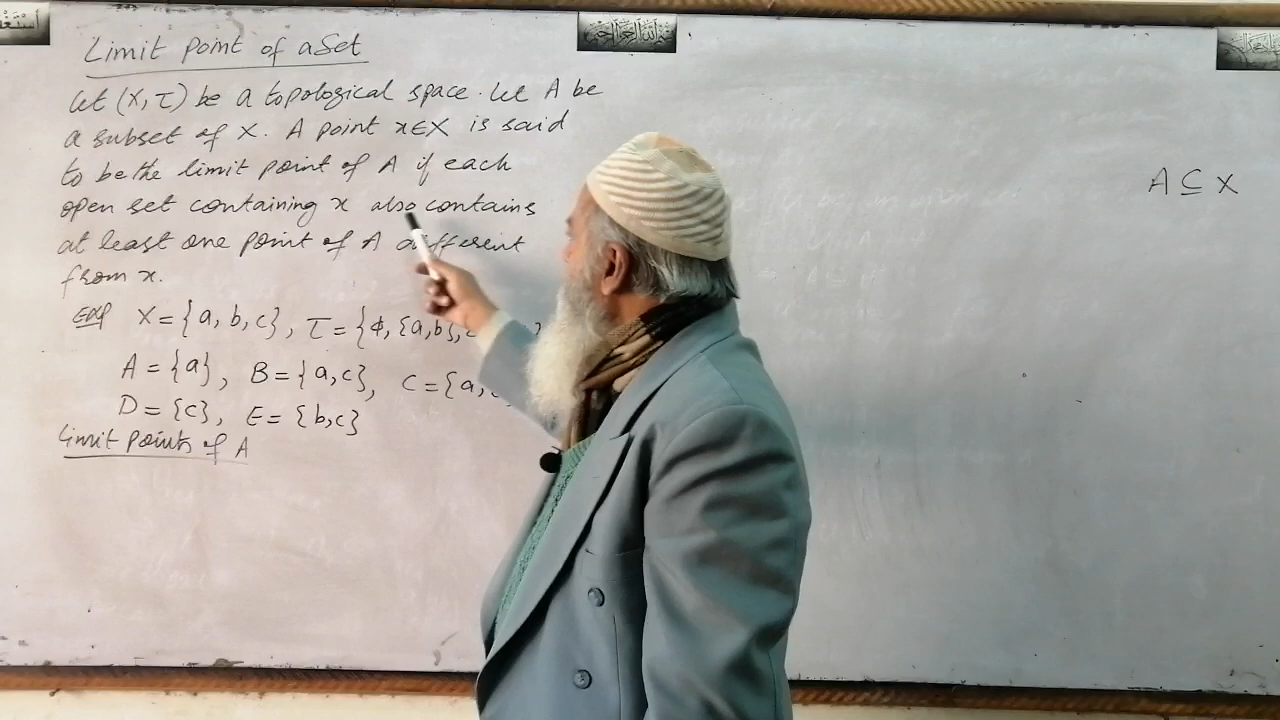 Limit Point of a Set
Let (X, τ) be a topological space. Let A be
a subset of X. A point x∈X is said
to be the limit point of A if each
open set containing x also contains
at least one point of A different
from x.
EXP X = {a, b, c}, τ = {ϕ, {a,b},
A = {a}, B = {a,c}, C = {a,
D = {c}, E = {b,c}
Limit Points of A
A ⊆ X